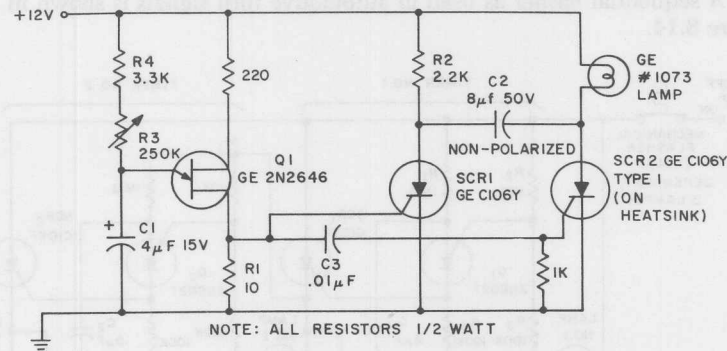 A sequential
+12V
R4
3.3K
220
R2
2.2K
C2
8µf 50V
NON-POLARIZED
GE
#1073
LAMP
R3
250K
Q1
GE 2N2646
SCR1
GE C106Y
SCR2 GE C106Y
TYPE 1
(ON
HEATSINK)
+
C1
4µF 15V
C3
.01µF
R1
10
1K
NOTE: ALL RESISTORS 1/2 WATT